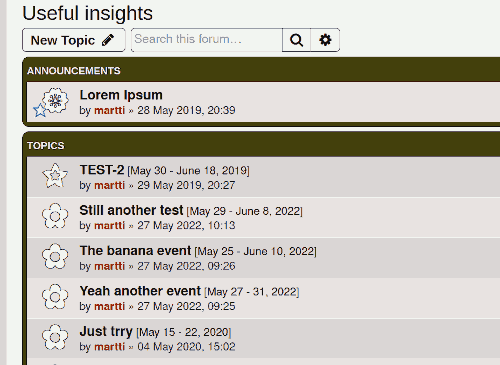 Useful insights
New Topic
Search this forum…
ANNOUNCEMENTS
Lorem Ipsum
by martti » 28 May 2019, 20:39
TOPICS
TEST-2 [May 30 - June 18, 2019]
by martti » 29 May 2019, 20:27
Still another test [May 29 - June 8, 2022]
by martti » 27 May 2022, 10:13
The banana event [May 25 - June 10, 2022]
by martti » 27 May 2022, 09:26
Yeah another event [May 27 - 31, 2022]
by martti » 27 May 2022, 09:25
Just trry [May 15 - 22, 2020]
by martti » 04 May 2020, 15:02